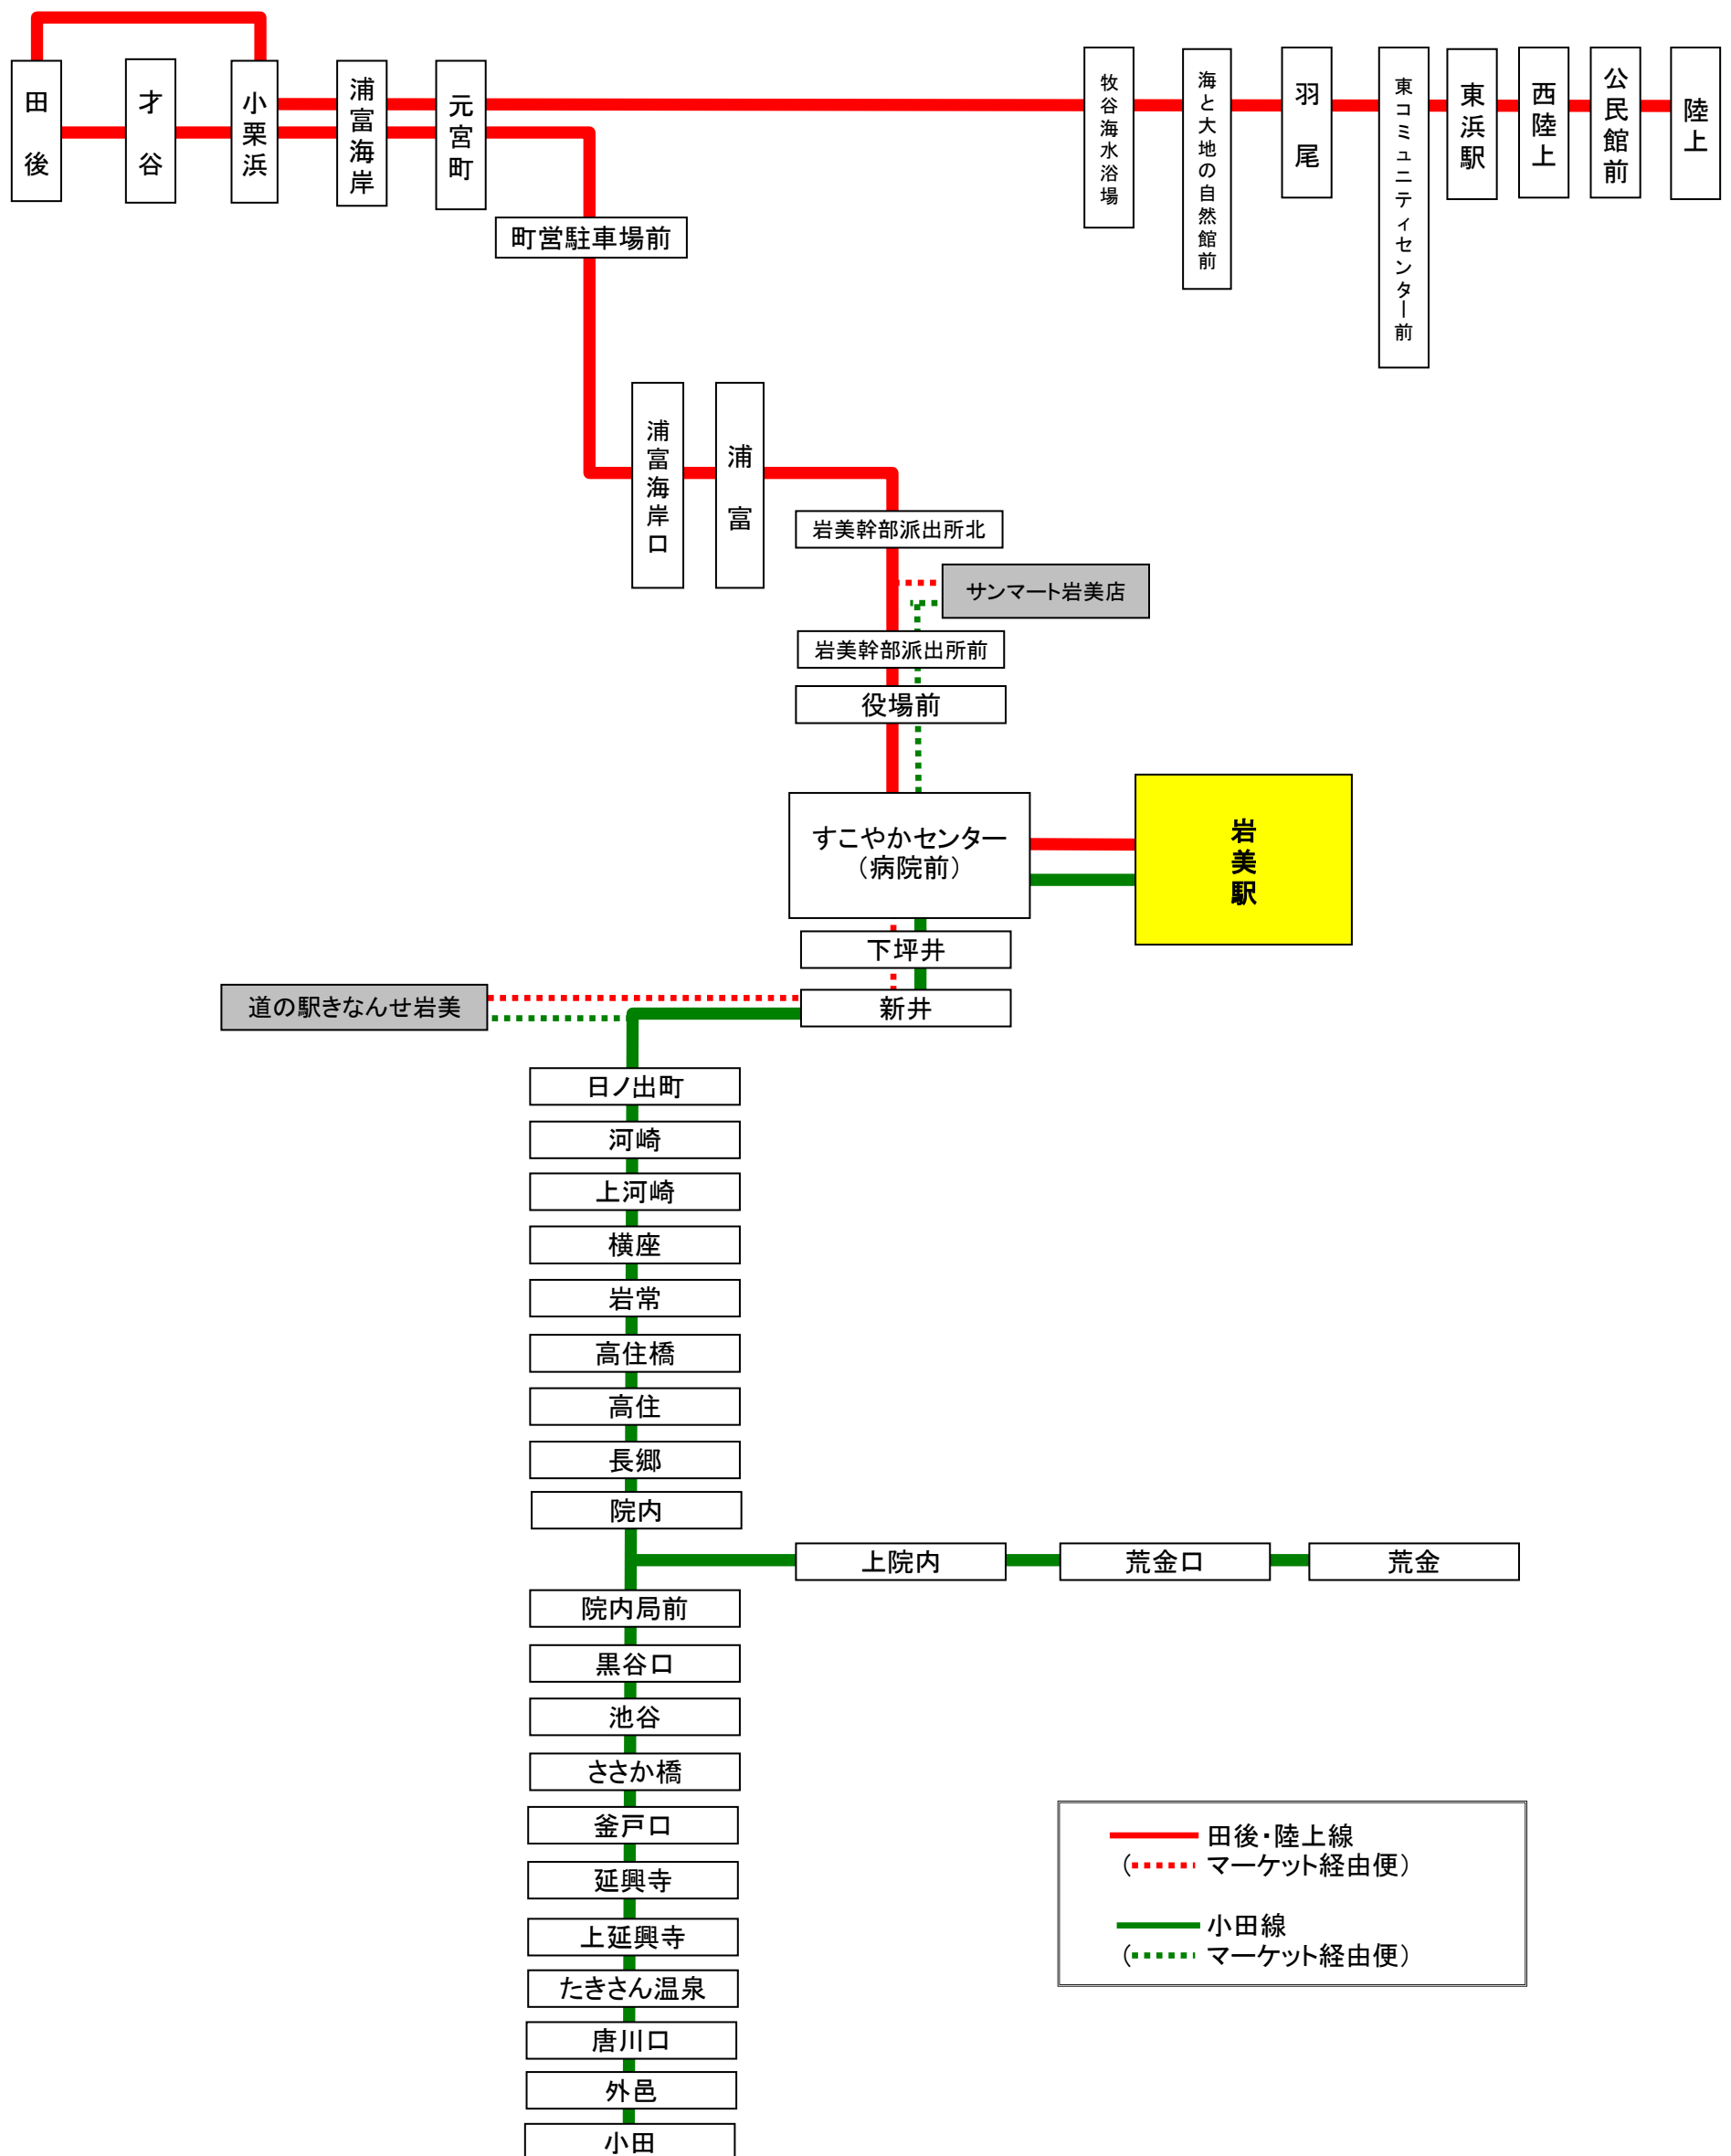 田後
才谷
小栗浜
浦富海岸
元宮町
牧谷海水浴場
海と大地の自然館前
羽尾
東コミュニティセンター前
東浜駅
西陸上
公民館前
陸上
町営駐車場前
浦富海岸口
浦富
岩美幹部派出所北
サンマート岩美店
岩美幹部派出所前
役場前
すこやかセンター
（病院前）
岩美駅
下坪井
新井
道の駅きなんせ岩美
日ノ出町
河崎
上河崎
横座
岩常
高住橋
高住
長郷
院内
上院内
荒金口
荒金
院内局前
黒谷口
池谷
ささか橋
釜戸口
延興寺
上延興寺
たきさん温泉
唐川口
外邑
小田
田後・陸上線
（ マーケット経由便）
小田線
（ マーケット経由便）